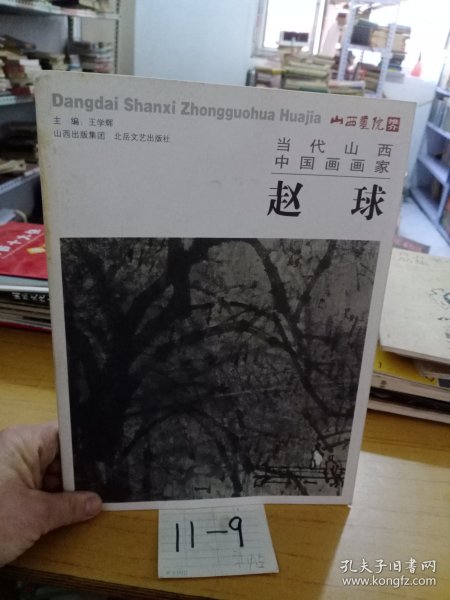 Dangdai Shanxi Zhongguohua Huajia
山西画院
主 编：王学辉
山西出版集团 北岳文艺出版社
当代山西
中国画画家
赵 球
11-9
孔夫子旧书网
www.kongfz.com